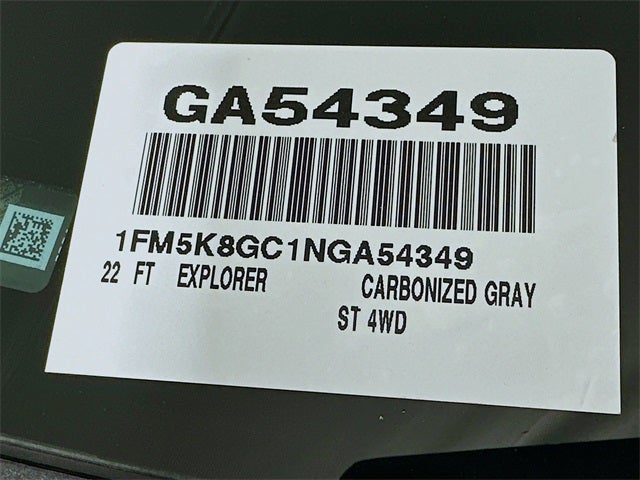 GA54349
1FM5K8GC1NGA54349
22 FT EXPLORER CARBONIZED GRAY
ST 4WD